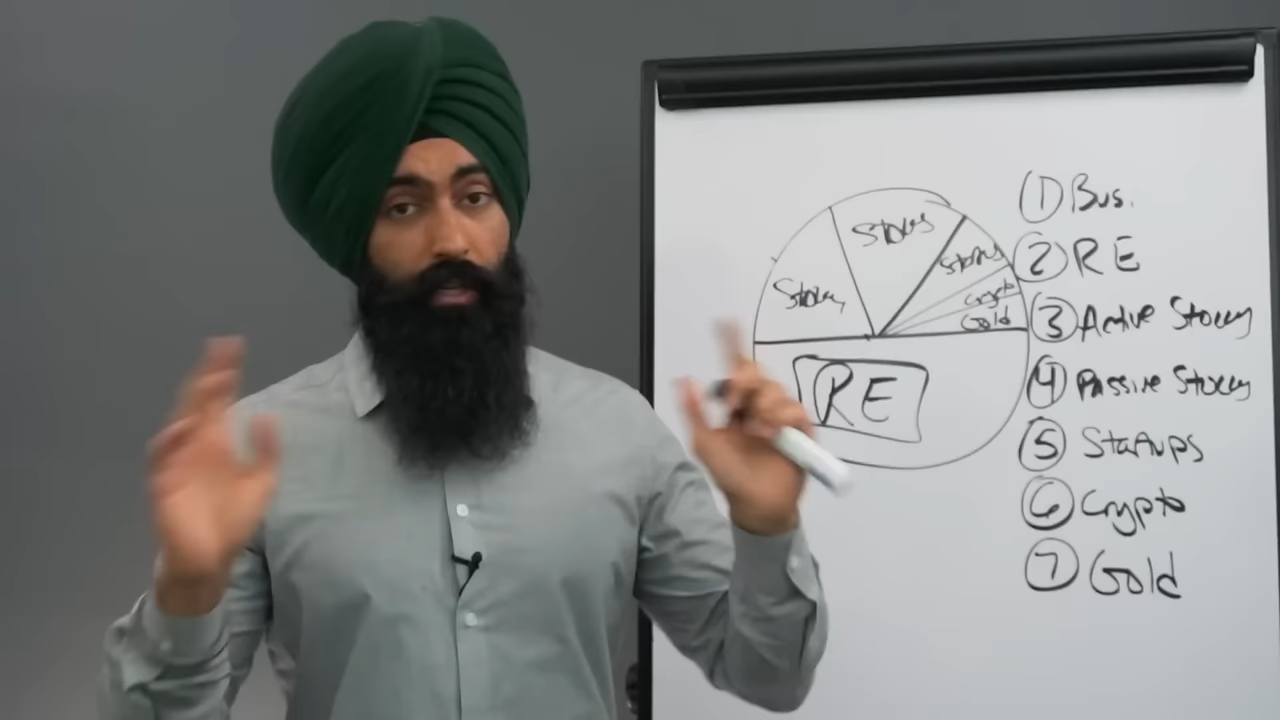 Stocks
Stocks
Stocks
Crypto
Gold
RE
① Bus.
② RE
③ Active Stocks
④ Passive Stocks
⑤ Startups
⑥ Crypto
⑦ Gold